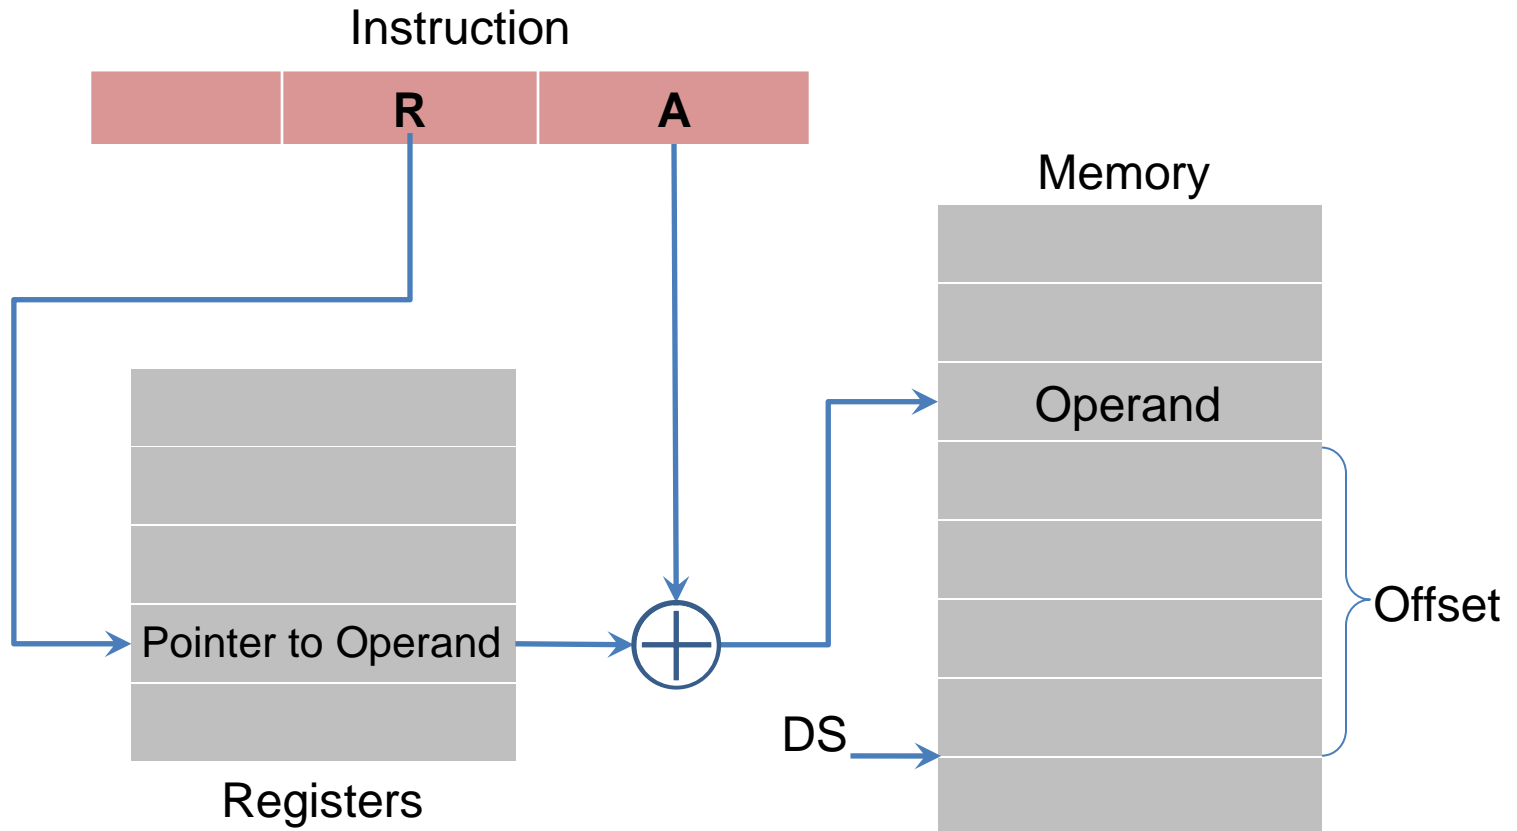 Instruction
R A
Memory
Operand
Offset
Pointer to Operand
DS
Registers